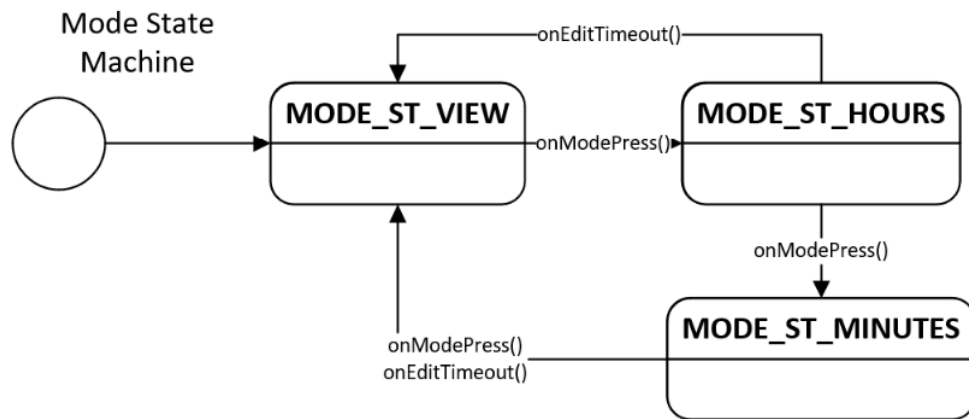 Mode State
Machine
onEditTimeout()
MODE_ST_VIEW
MODE_ST_HOURS
onModePress()
onModePress()
MODE_ST_MINUTES
onModePress()
onEditTimeout()